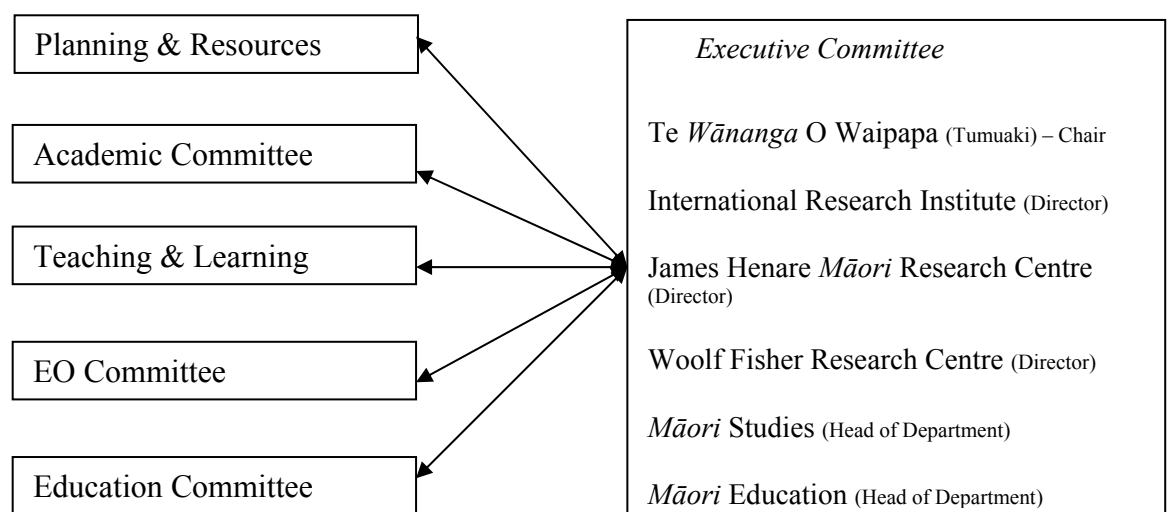 Planning & Resources
Academic Committee
Teaching & Learning
EO Committee
Education Committee
Executive Committee
Te Wānanga O Waipapa (Tumuaki) – Chair
International Research Institute (Director)
James Henare Māori Research Centre
(Director)
Woolf Fisher Research Centre (Director)
Māori Studies (Head of Department)
Māori Education (Head of Department)